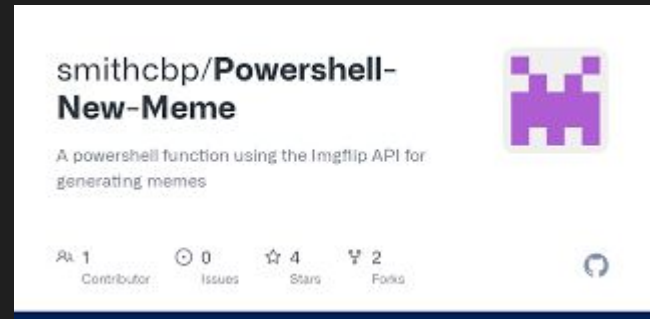 smithcbp/Powershell-
New-Meme
A powershell function using the Imgflip API for
generating memes
1 0 4 2
Contributor Issues Stars Forks